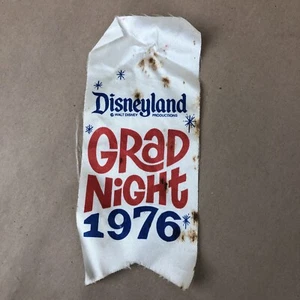 Disneyland
© WALT DISNEY PRODUCTIONS
GRaD
NiGHT
1976